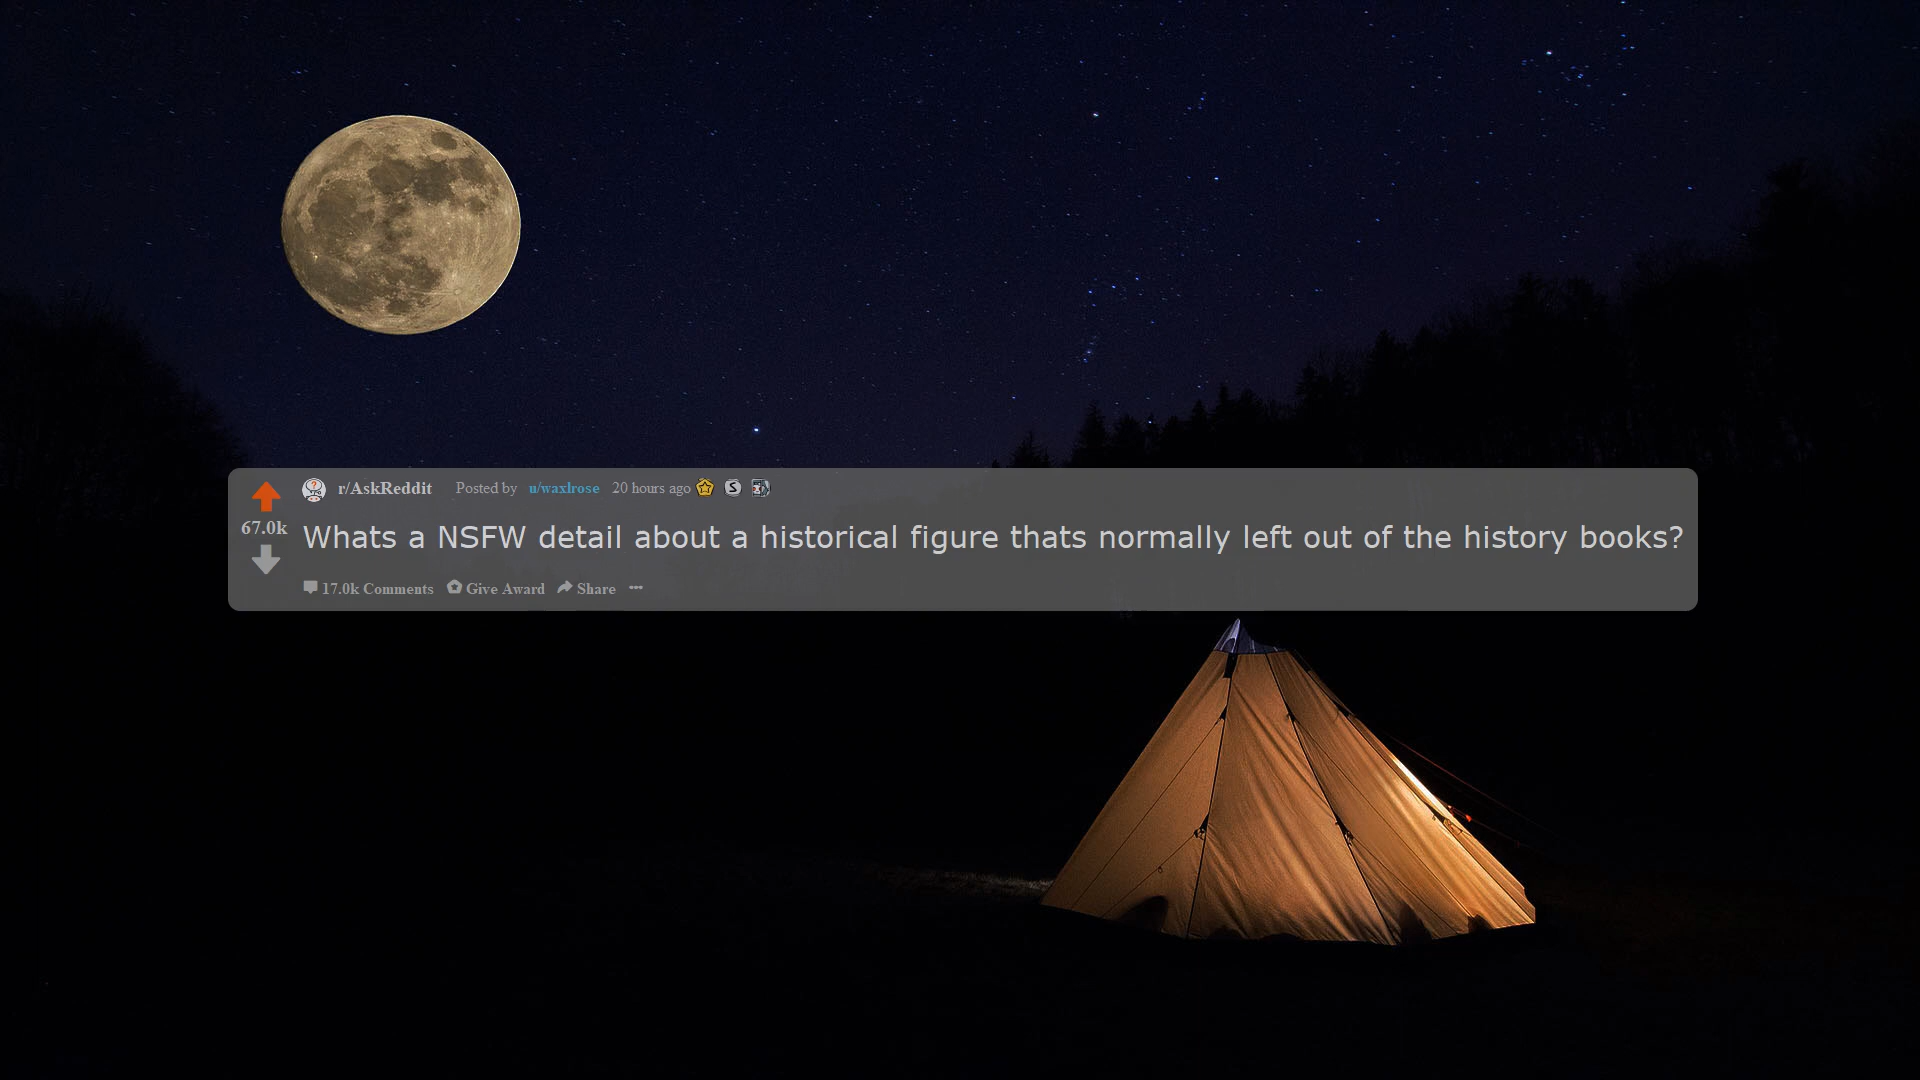 r/AskReddit Posted by u/waxlrose 20 hours ago
67.0k
Whats a NSFW detail about a historical figure thats normally left out of the history books?
17.0k Comments Give Award Share